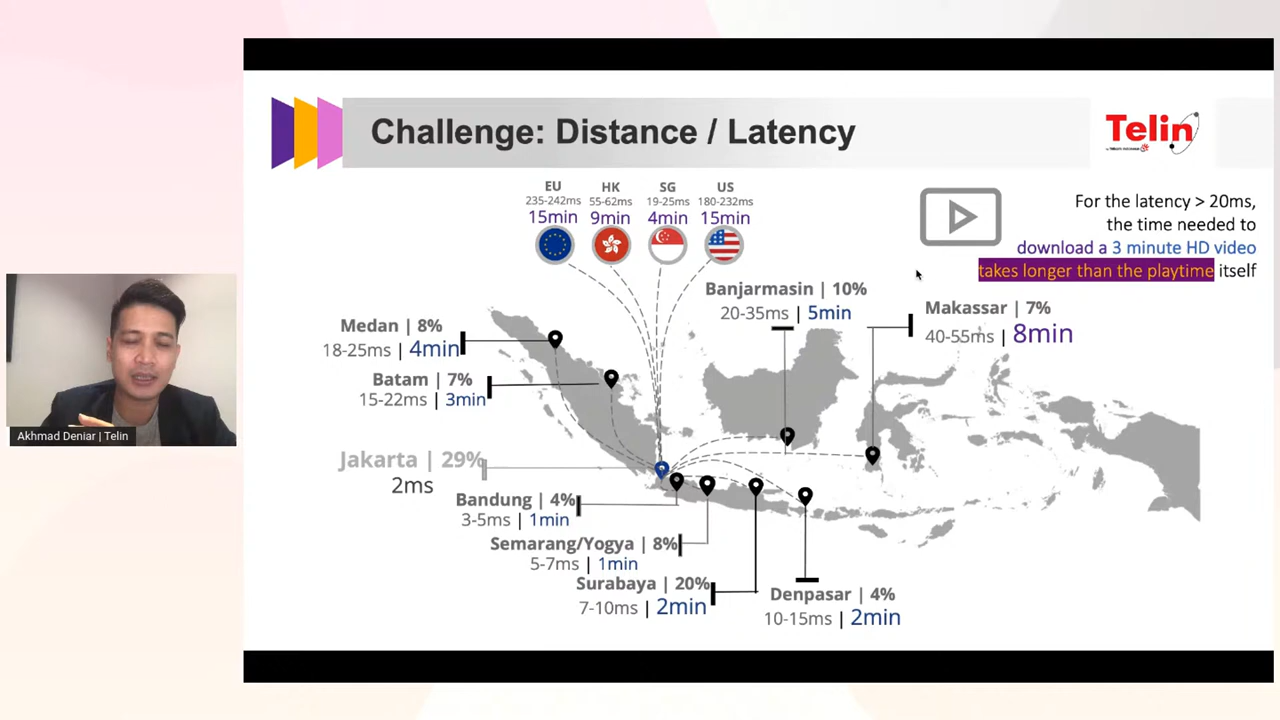 Challenge: Distance / Latency
Telin
EU
235-242ms
15min
HK
55-62ms
9min
SG
19-25ms
4min
US
180-232ms
15min
For the latency > 20ms,
the time needed to
download a 3 minute HD video
takes longer than the playtime itself
Banjarmasin | 10%
20-35ms | 5min
Makassar | 7%
40-55ms | 8min
Medan | 8%
18-25ms | 4min
Batam | 7%
15-22ms | 3min
Jakarta | 29%
2ms
Bandung | 4%
3-5ms | 1min
Semarang/Yogya | 8%
5-7ms | 1min
Surabaya | 20%
7-10ms | 2min
Denpasar | 4%
10-15ms | 2min
Akhmad Deniar | Telin